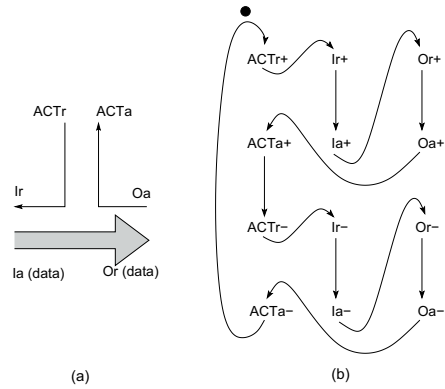 ACTr ACTa
Ir
Oa
Ia (data) Or (data)
(a)
ACTr+ Ir+ Or+
ACTa+ Ia+ Oa+
ACTr− Ir− Or−
ACTa− Ia− Oa−
(b)